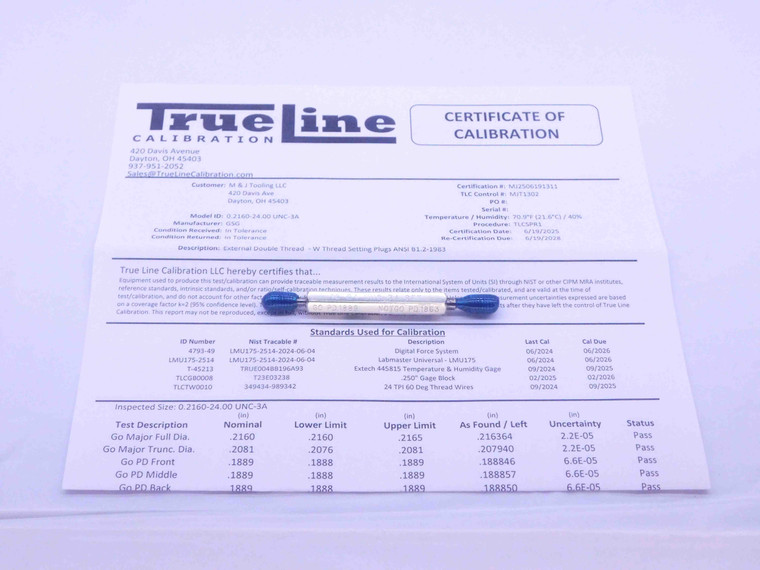 True Line
CALIBRATION
CERTIFICATE OF
CALIBRATION
420 Davis Avenue
Dayton, OH 45403
937-951-2052
Sales@TrueLineCalibration.com
Customer: M & J Tooling LLC
420 Davis Ave
Dayton, OH 45403
Certification #: MJ2506191311
TLC Control #: MJT1302
PO #:
Serial #:
Model ID: 0.2160-24.00 UNC-3A
Manufacturer: GSG
Condition Received: In Tolerance
Condition Returned: In Tolerance
Temperature / Humidity: 70.9°F (21.6°C) / 40%
Procedure: TLCSPR1
Certification Date: 6/19/2025
Re-Certification Due: 6/19/2026
Description: External Double Thread - W Thread Setting Plugs ANSI B1.2-1983
True Line Calibration LLC hereby certifies that...
Equipment used to produce this test/calibration can provide traceable measurement results to the International System of Units (SI) through NIST or other CIPM MRA institutes,
reference standards, intrinsic standards, and/or ratio/self-calibration techniques. These results relate only to the items tested/calibrated, and are valid at the time of
test/calibration, and do not account for other fact surement uncertainties expressed are based
on a coverage factor k=2 (95% confidence level). s after they have left the control of True Line
Calibration. This report may not be reproduced, except
GO PD.1889 NOTGO PD.1853
Standards Used for Calibration
ID Number Nist Tracable # Description Last Cal Cal Due
4793-49 LMU175-2514-2024-06-04 Digital Force System 06/2024 06/2026
LMU175-2514 LMU175-2514-2024-06-04 Labmaster Universal - LMU175 06/2024 06/2026
T-45213 TRUE004BB196A93 Extech 445815 Temperature & Humidity Gage 09/2024 09/2025
TLCGB0008 T23E03238 .250" Gage Block 02/2025 02/2026
TLCTW0010 349434-989342 24 TPI 60 Deg Thread Wires 09/2024 09/2025
Inspected Size: 0.2160-24.00 UNC-3A
(in) (in) (in) (in) (in)
Test Description Nominal Lower Limit Upper Limit As Found / Left Uncertainty Status
Go Major Full Dia. .2160 .2160 .2165 .216364 2.2E-05 Pass
Go Major Trunc. Dia. .2081 .2076 .2081 .207940 2.2E-05 Pass
Go PD Front .1889 .1888 .1889 .188846 6.6E-05 Pass
Go PD Middle .1889 .1888 .1889 .188857 6.6E-05 Pass
Go PD Back .1889 .1888 .1889 .188850 6.6E-05 Pass